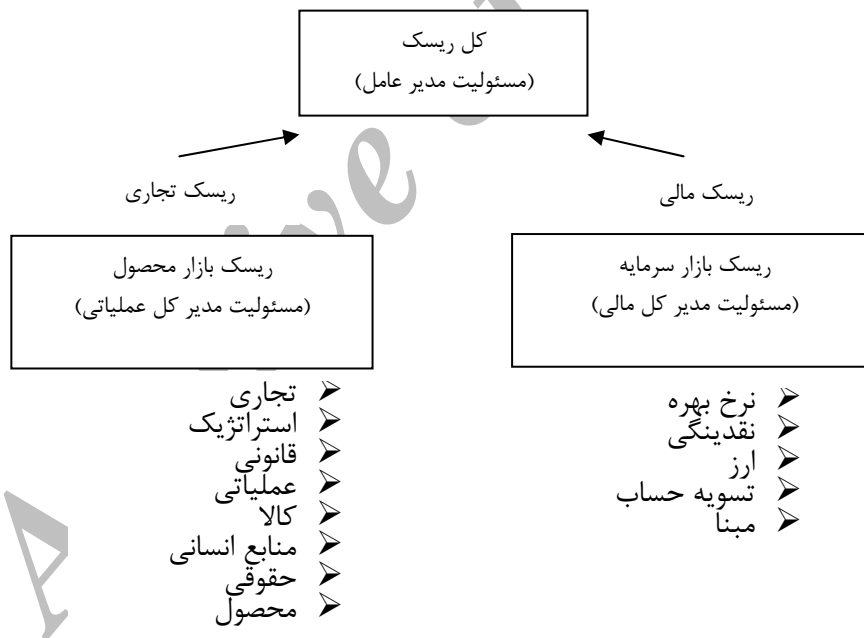 کل ریسک
(مسئولیت مدیر عامل)
ریسک مالی
ریسک تجاری
ریسک بازار سرمایه
(مسئولیت مدیر کل مالی)
ریسک بازار محصول
(مسئولیت مدیر کل عملیاتی)
نرخ بهره
نقدینگی
ارز
تسویه حساب
مبنا
تجاری
استراتژیک
قانونی
عملیاتی
کالا
منابع انسانی
حقوقی
محصول